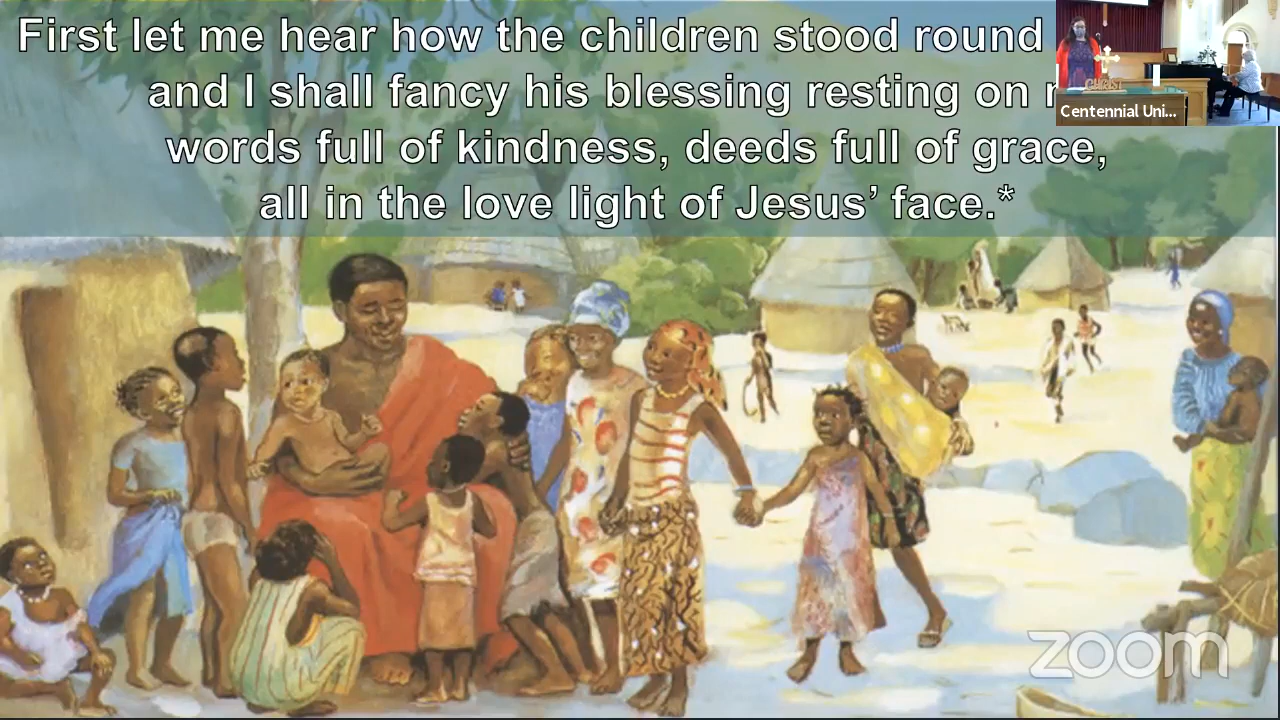 First let me hear how the children stood round
and I shall fancy his blessing resting on
words full of kindness, deeds full of grace,
all in the love light of Jesus’ face.*
CHRIST
Centennial Uni...
zoom